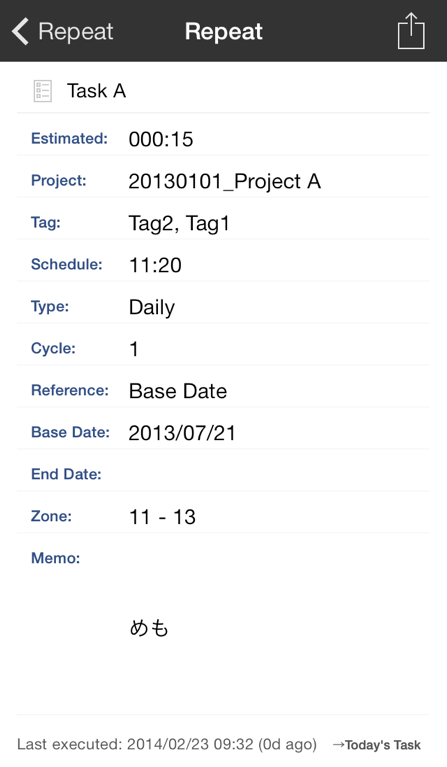 Repeat Repeat
Task A
Estimated: 000:15
Project: 20130101_Project A
Tag: Tag2, Tag1
Schedule: 11:20
Type: Daily
Cycle: 1
Reference: Base Date
Base Date: 2013/07/21
End Date:
Zone: 11 - 13
Memo:
めも
Last executed: 2014/02/23 09:32 (0d ago) →Today's Task